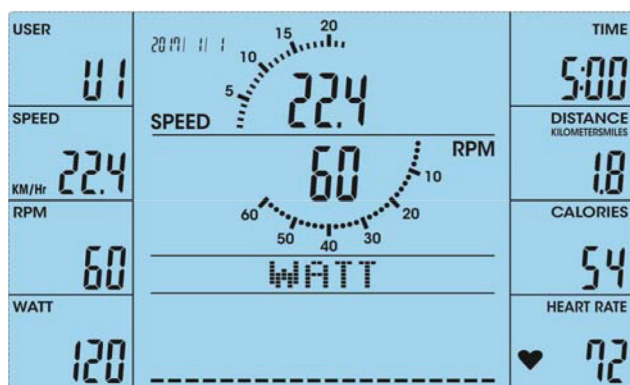 USER
U1
SPEED
KM/Hr 22.4
RPM
60
WATT
120
2017/ 1/ 1
5
10
15
20
SPEED
22.4
60
RPM
10
20
30
40
50
60
WATT
TIME
5:00
DISTANCE
KILOMETERSMILES
1.8
CALORIES
54
HEART RATE
72